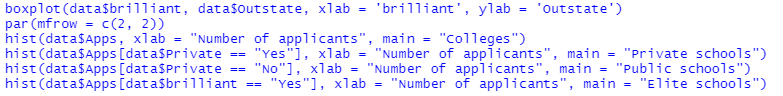 boxplot(data$brilliant, data$Outstate, xlab = 'brilliant', ylab = 'Outstate')
par(mfrow = c(2, 2))
hist(data$Apps, xlab = "Number of applicants", main = "Colleges")
hist(data$Apps[data$Private == "Yes"], xlab = "Number of applicants", main = "Private schools")
hist(data$Apps[data$Private == "No"], xlab = "Number of applicants", main = "Public schools")
hist(data$Apps[data$brilliant == "Yes"], xlab = "Number of applicants", main = "Elite schools")